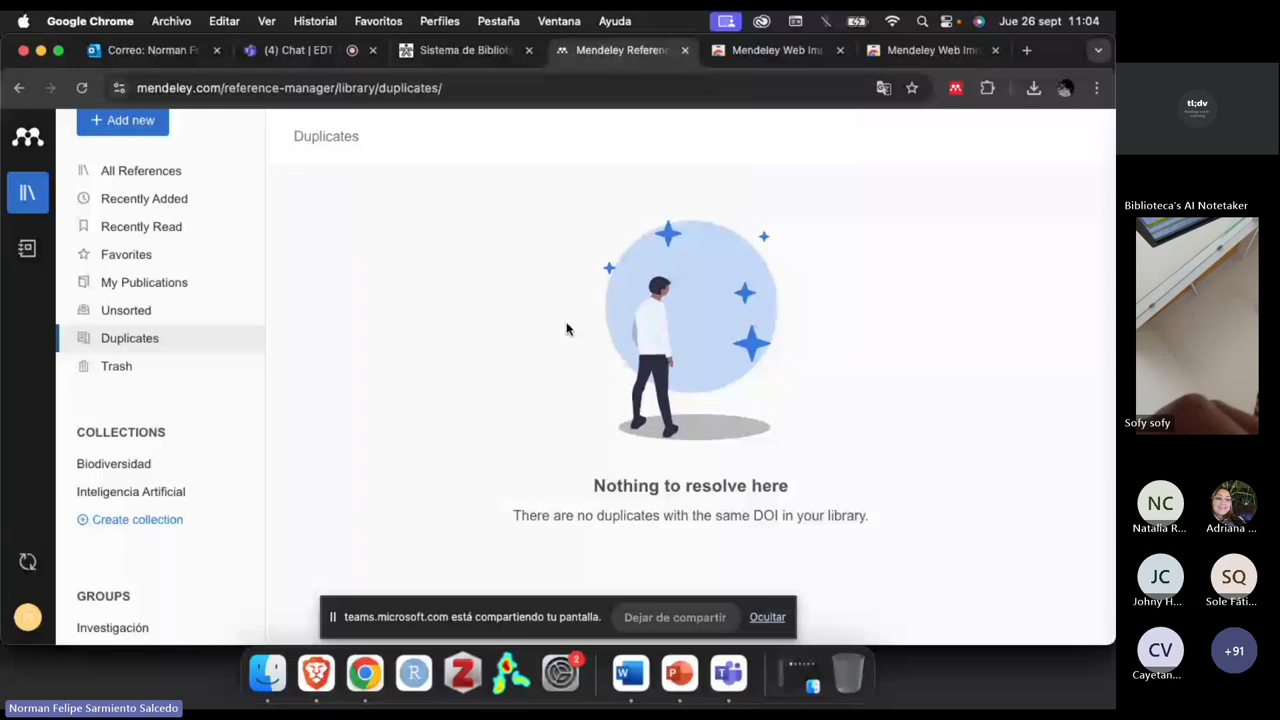 Google Chrome Archivo Editar Ver Historial Favoritos Perfiles Pestaña Ventana Ayuda Jue 26 sept 11:04
Correo: Norman F (4) Chat | EDT Sistema de Bibliot Mendeley Referen Mendeley Web Im Mendeley Web Im
mendeley.com/reference-manager/library/duplicates/
+ Add new
Duplicates
All References
Recently Added
Recently Read
Favorites
My Publications
Unsorted
Duplicates
Trash
COLLECTIONS
Biodiversidad
Inteligencia Artificial
Create collection
GROUPS
Investigación
Nothing to resolve here
There are no duplicates with the same DOI in your library.
teams.microsoft.com está compartiendo tu pantalla. Dejar de compartir Ocultar
2
Norman Felipe Sarmiento Salcedo
tl;dv
Biblioteca's AI Notetaker
Sofy sofy
NC
Natalia R... Adriana ...
JC SQ
Johny H... Sole Fáti...
CV +91
Cayetan...